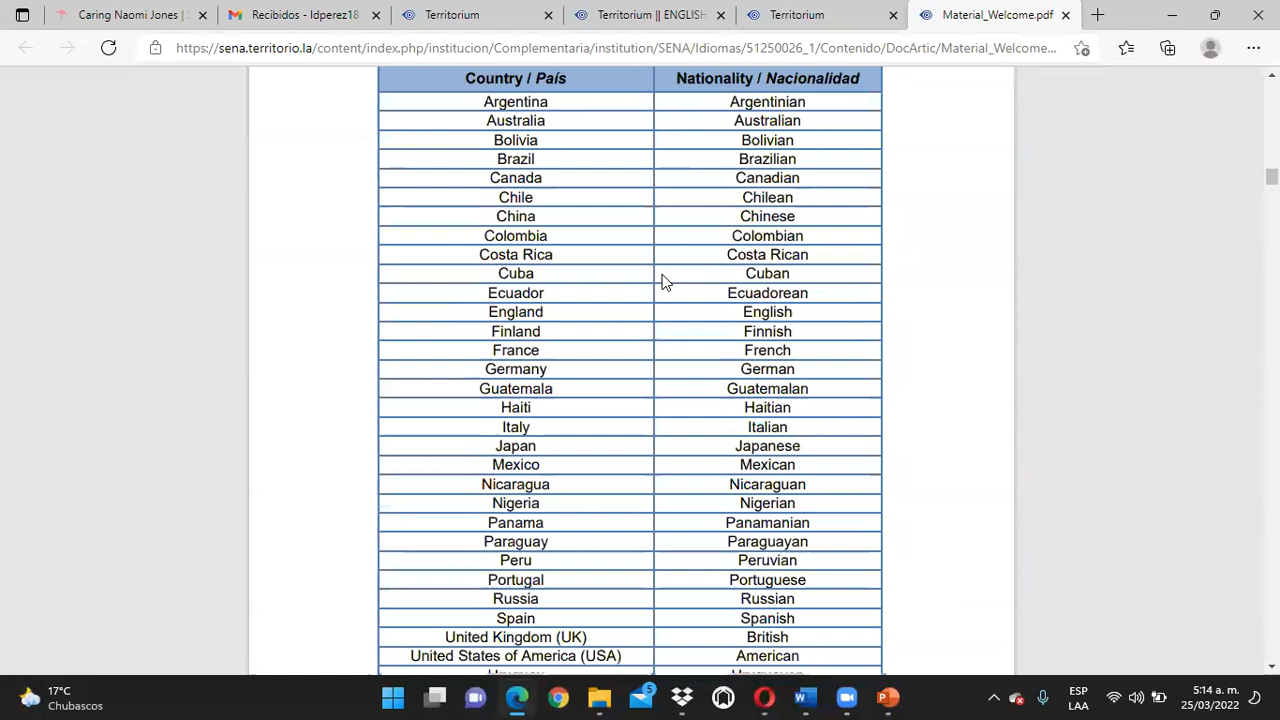 Caring Naomi Jones | S
Recibidos - Idperez18
Territorium
Territorium || ENGLISH
Territorium
Material_Welcome.pdf
https://sena.territorio.la/content/index.php/institucion/Complementaria/institution/SENA/Idiomas/51250026_1/Contenido/DocArtic/Material_Welcome...
Country / País Nationality / Nacionalidad
Argentina Argentinian
Australia Australian
Bolivia Bolivian
Brazil Brazilian
Canada Canadian
Chile Chilean
China Chinese
Colombia Colombian
Costa Rica Costa Rican
Cuba Cuban
Ecuador Ecuadorean
England English
Finland Finnish
France French
Germany German
Guatemala Guatemalan
Haiti Haitian
Italy Italian
Japan Japanese
Mexico Mexican
Nicaragua Nicaraguan
Nigeria Nigerian
Panama Panamanian
Paraguay Paraguayan
Peru Peruvian
Portugal Portuguese
Russia Russian
Spain Spanish
United Kingdom (UK) British
United States of America (USA) American
17°C
Chubascos
5
ESP
LAA
5:14 a. m.
25/03/2022